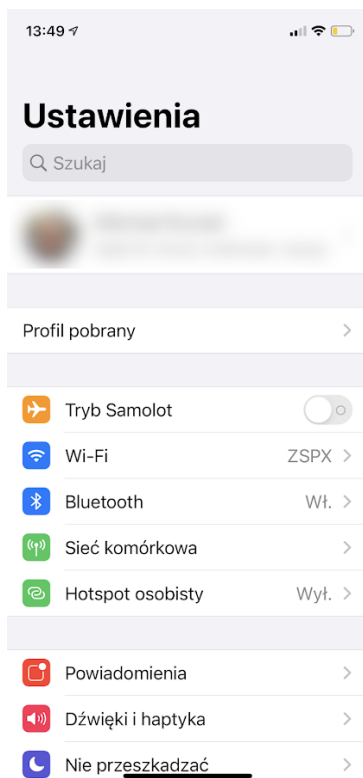 13:49
Ustawienia
Szukaj
Profil pobrany
Tryb Samolot
Wi-Fi ZSPX
Bluetooth Wł.
Sieć komórkowa
Hotspot osobisty Wył.
Powiadomienia
Dźwięki i haptyka
Nie przeszkadzać